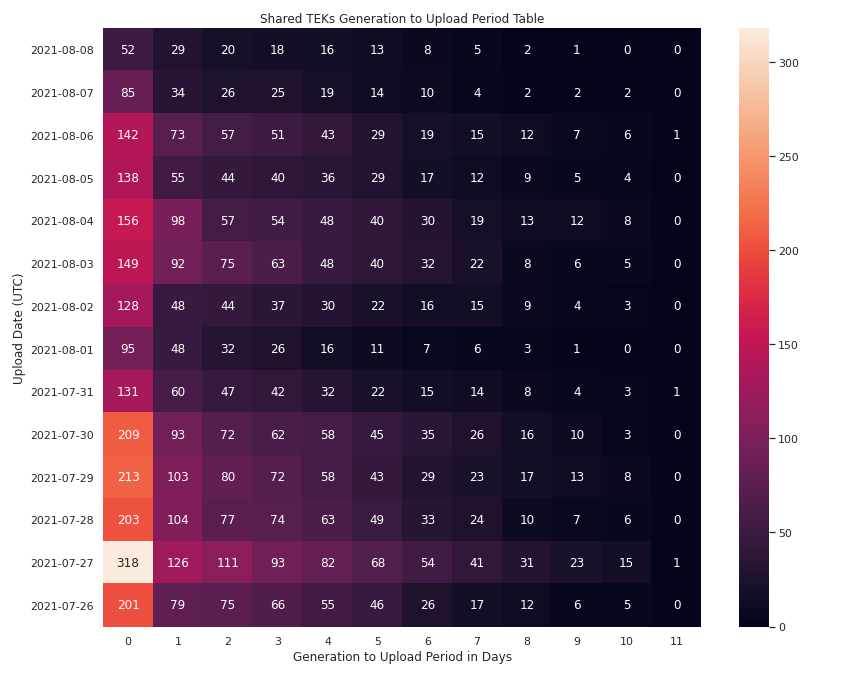 Shared TEKs Generation to Upload Period Table
2021-08-08 52 29 20 18 16 13 8 5 2 1 0 0
2021-08-07 85 34 26 25 19 14 10 4 2 2 2 0
2021-08-06 142 73 57 51 43 29 19 15 12 7 6 1
2021-08-05 138 55 44 40 36 29 17 12 9 5 4 0
2021-08-04 156 98 57 54 48 40 30 19 13 12 8 0
2021-08-03 149 92 75 63 48 40 32 22 8 6 5 0
2021-08-02 128 48 44 37 30 22 16 15 9 4 3 0
2021-08-01 95 48 32 26 16 11 7 6 3 1 0 0
2021-07-31 131 60 47 42 32 22 15 14 8 4 3 1
2021-07-30 209 93 72 62 58 45 35 26 16 10 3 0
2021-07-29 213 103 80 72 58 43 29 23 17 13 8 0
2021-07-28 203 104 77 74 63 49 33 24 10 7 6 0
2021-07-27 318 126 111 93 82 68 54 41 31 23 15 1
2021-07-26 201 79 75 66 55 46 26 17 12 6 5 0
0 1 2 3 4 5 6 7 8 9 10 11
Generation to Upload Period in Days
Upload Date (UTC)
300
250
200
150
100
50
0